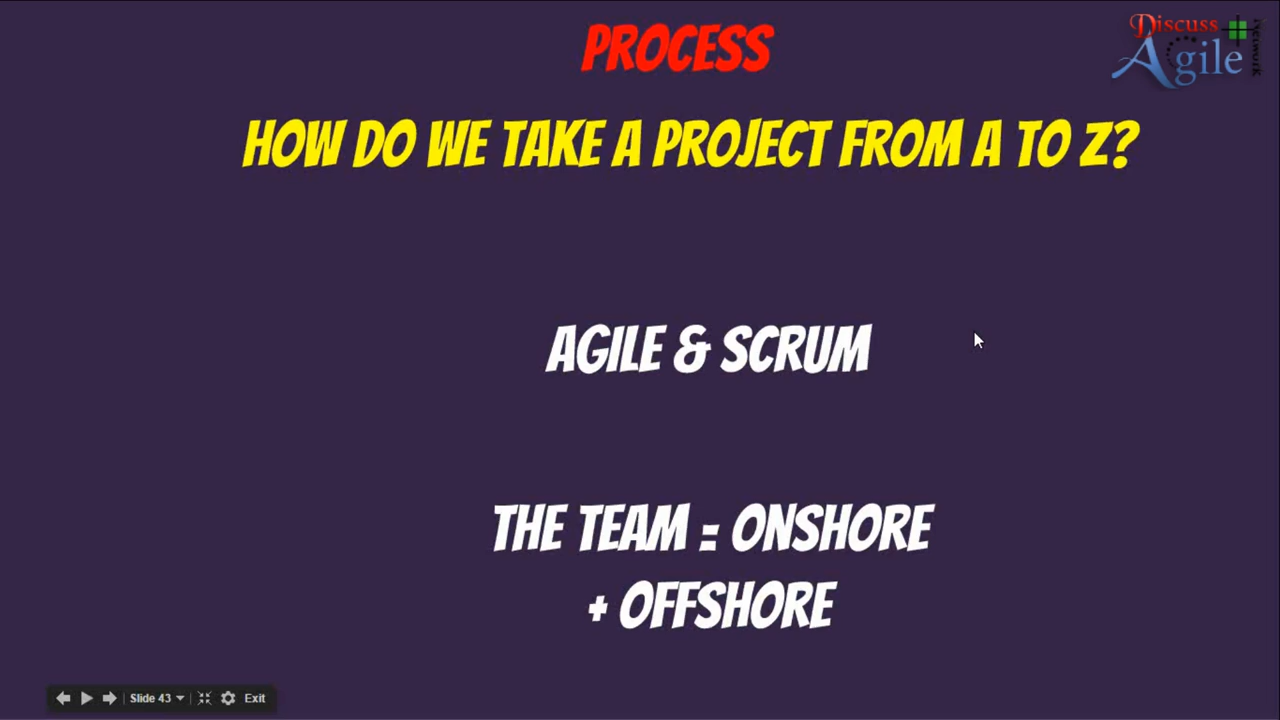 PROCESS
Discuss
Agile
Network
HOW DO WE TAKE A PROJECT FROM A TO Z?
AGILE & SCRUM
THE TEAM = ONSHORE
+ OFFSHORE
Slide 43
Exit